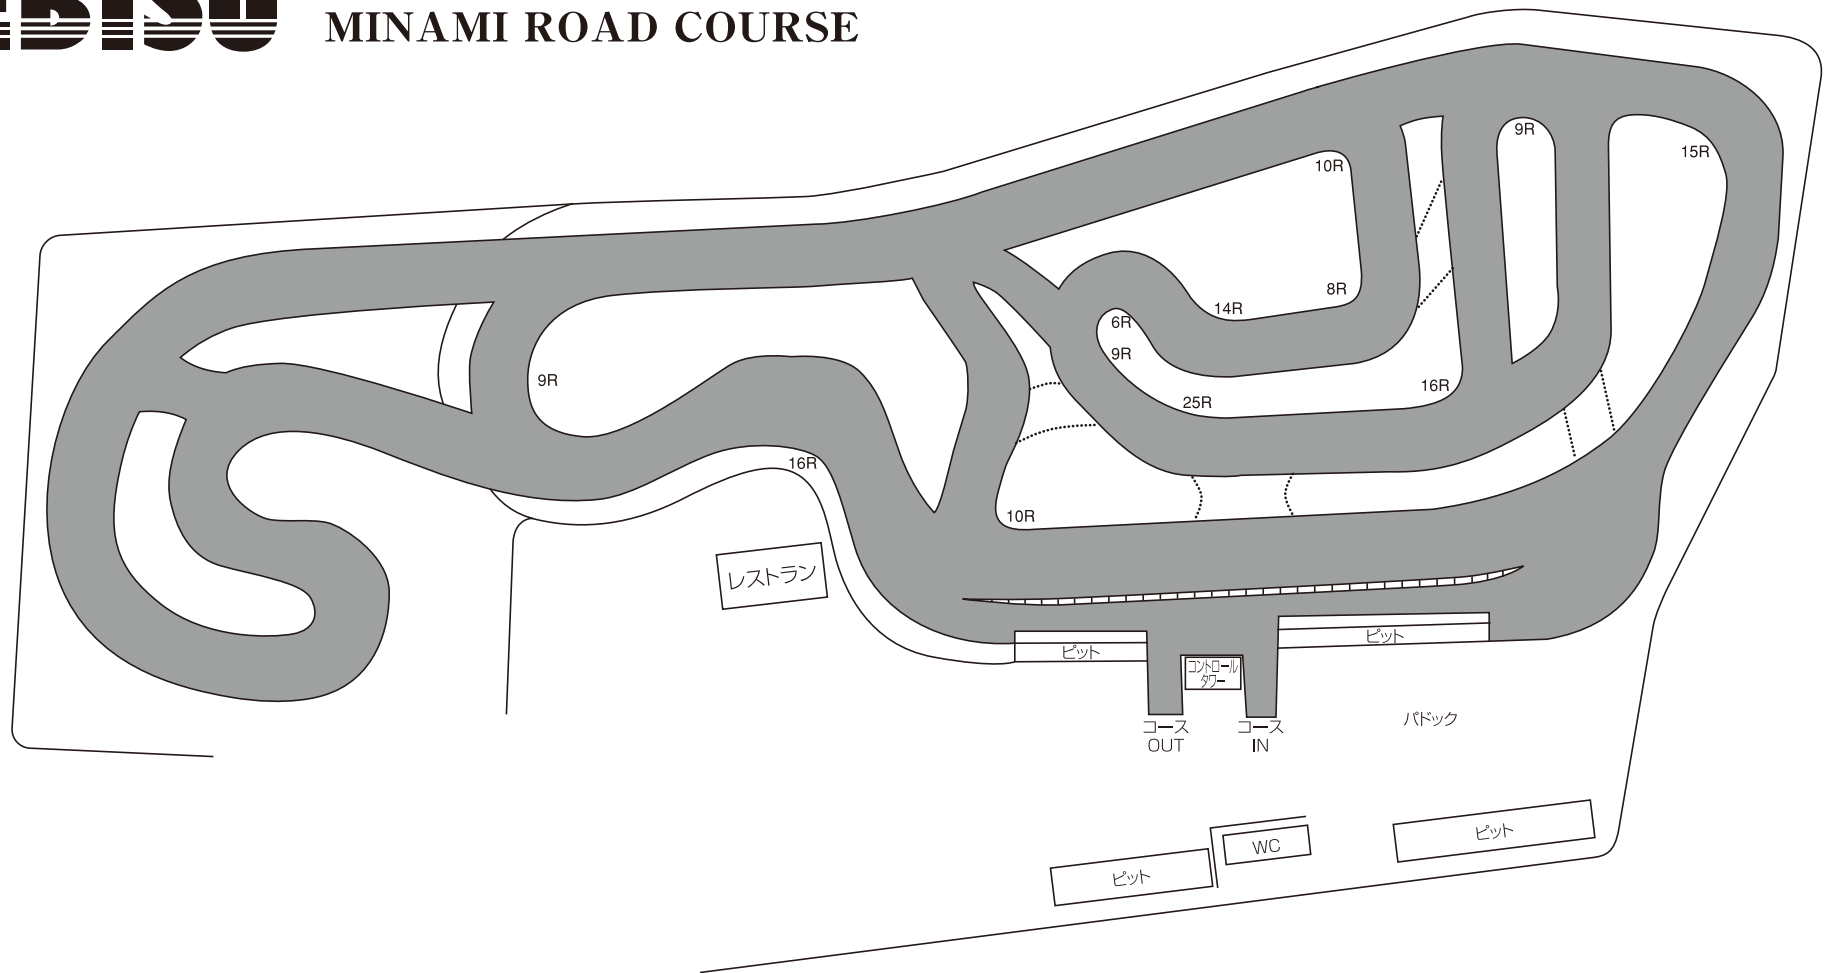 EBISU
MINAMI ROAD COURSE
9R
15R
10R
8R
14R
6R
9R
9R
16R
25R
16R
10R
レストラン
ピット
ピット
コントロール
タワー
コース
OUT
コース
IN
パドック
ピット
WC
ピット